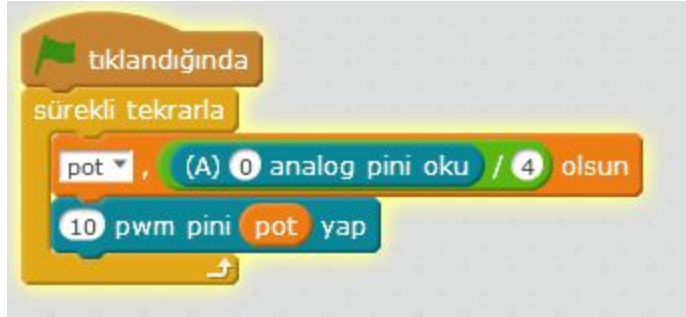 tıklandığında
sürekli tekrarla
pot , (A) 0 analog pini oku / 4 olsun
10 pwm pini pot yap